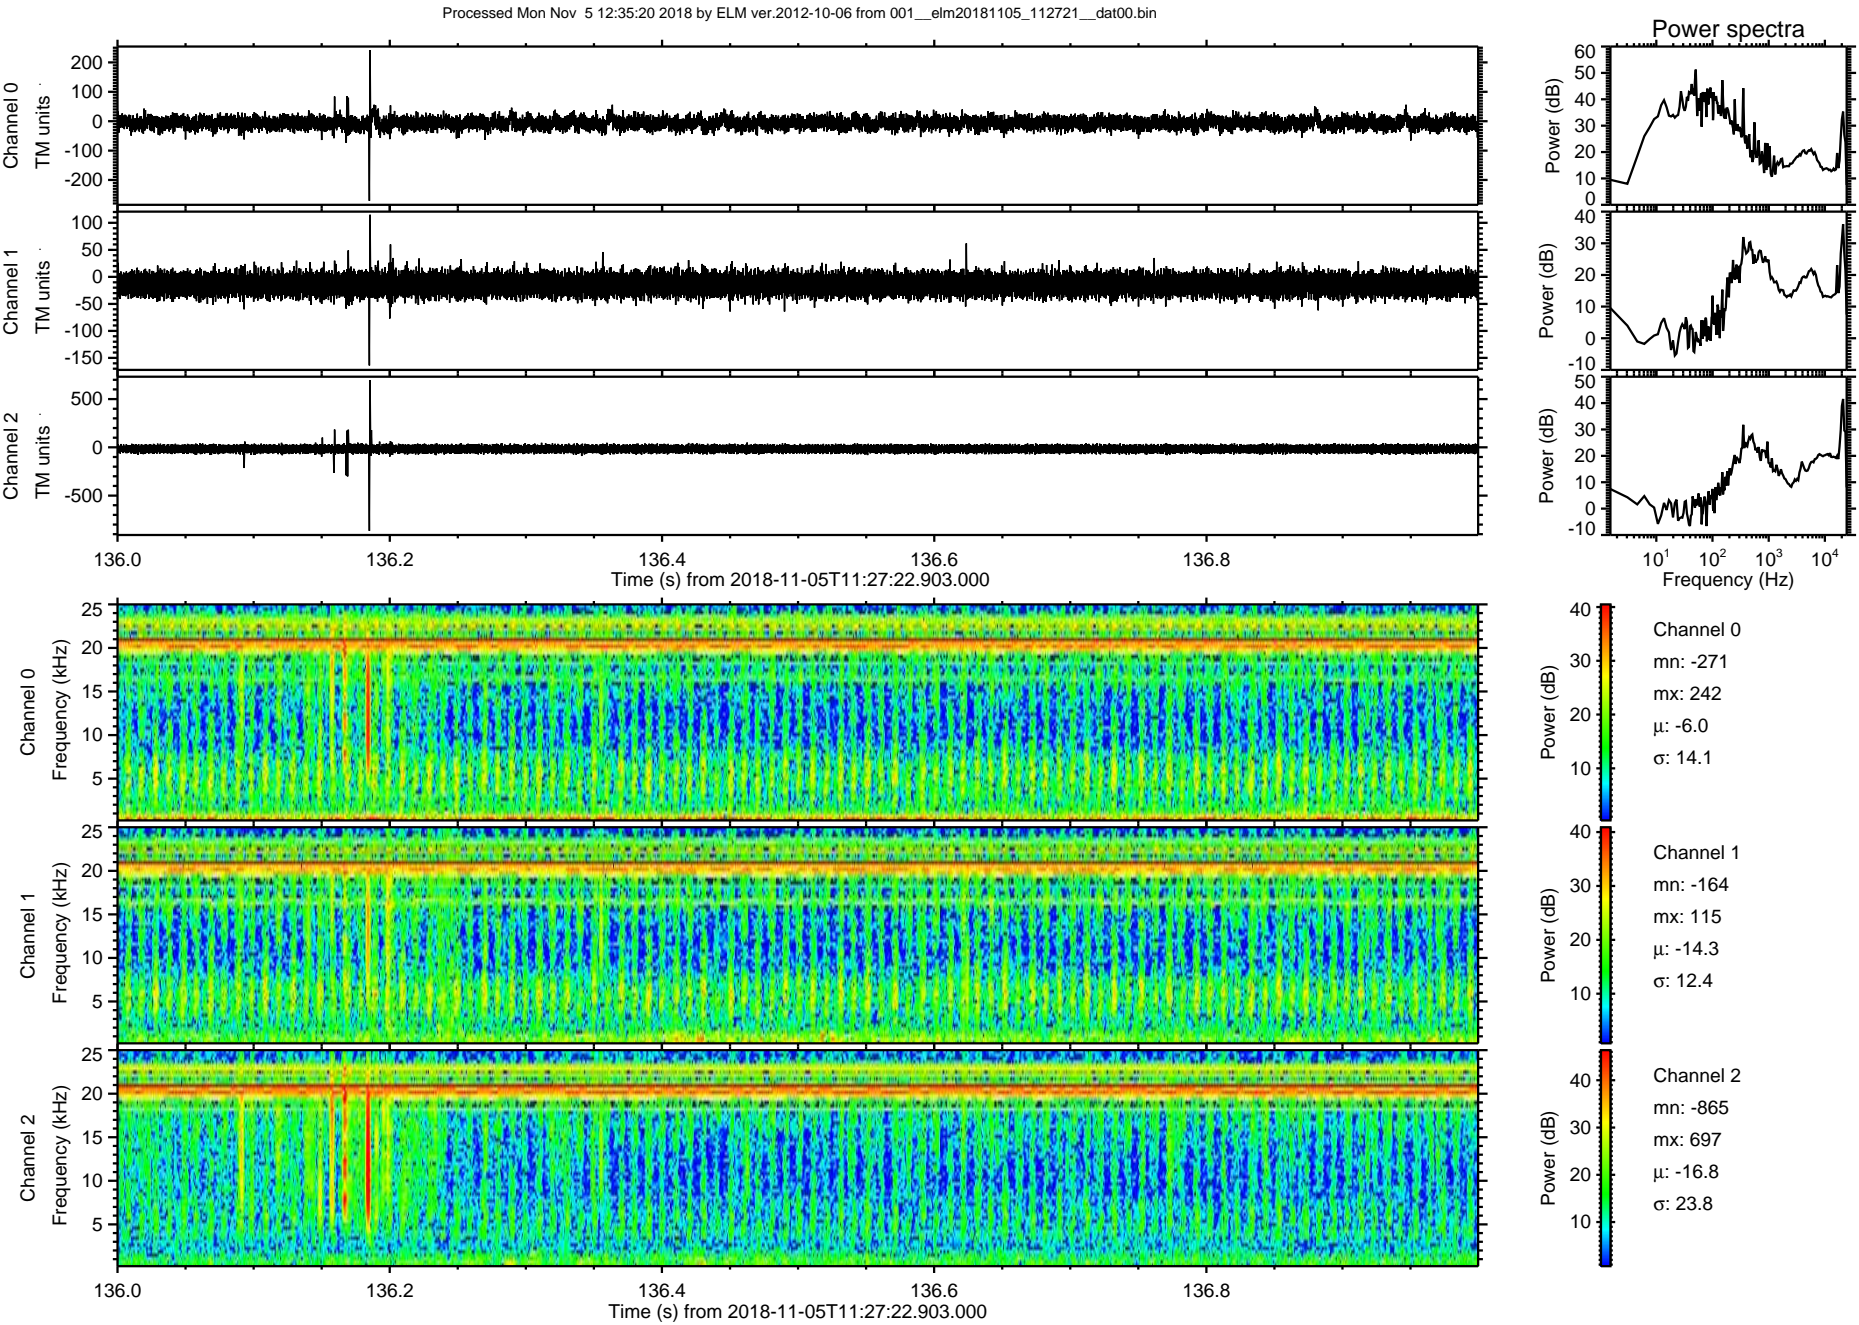 Processed Mon Nov  5 12:35:20 2018 by ELM ver.2012-10-06 from 001__elm20181105_112721__dat00.bin
Power spectra
Channel 0
TM units
200
100
0
-100
-200
Power (dB)
60
50
40
30
20
10
0
Channel 1
TM units
100
50
0
-50
-100
-150
Power (dB)
40
30
20
10
0
-10
Channel 2
TM units
500
0
-500
Power (dB)
50
40
30
20
10
0
-10
136.0 136.2 136.4 136.6 136.8
Time (s) from 2018-11-05T11:27:22.903.000
10¹ 10² 10³ 10⁴
Frequency (Hz)
Channel 0
Frequency (kHz)
25
20
15
10
5
Power (dB)
40
30
20
10
Channel 0
mn: -271
mx: 242
μ: -6.0
σ: 14.1
Channel 1
Frequency (kHz)
25
20
15
10
5
Power (dB)
40
30
20
10
Channel 1
mn: -164
mx: 115
μ: -14.3
σ: 12.4
Channel 2
Frequency (kHz)
25
20
15
10
5
Power (dB)
40
30
20
10
Channel 2
mn: -865
mx: 697
μ: -16.8
σ: 23.8
136.0 136.2 136.4 136.6 136.8
Time (s) from 2018-11-05T11:27:22.903.000